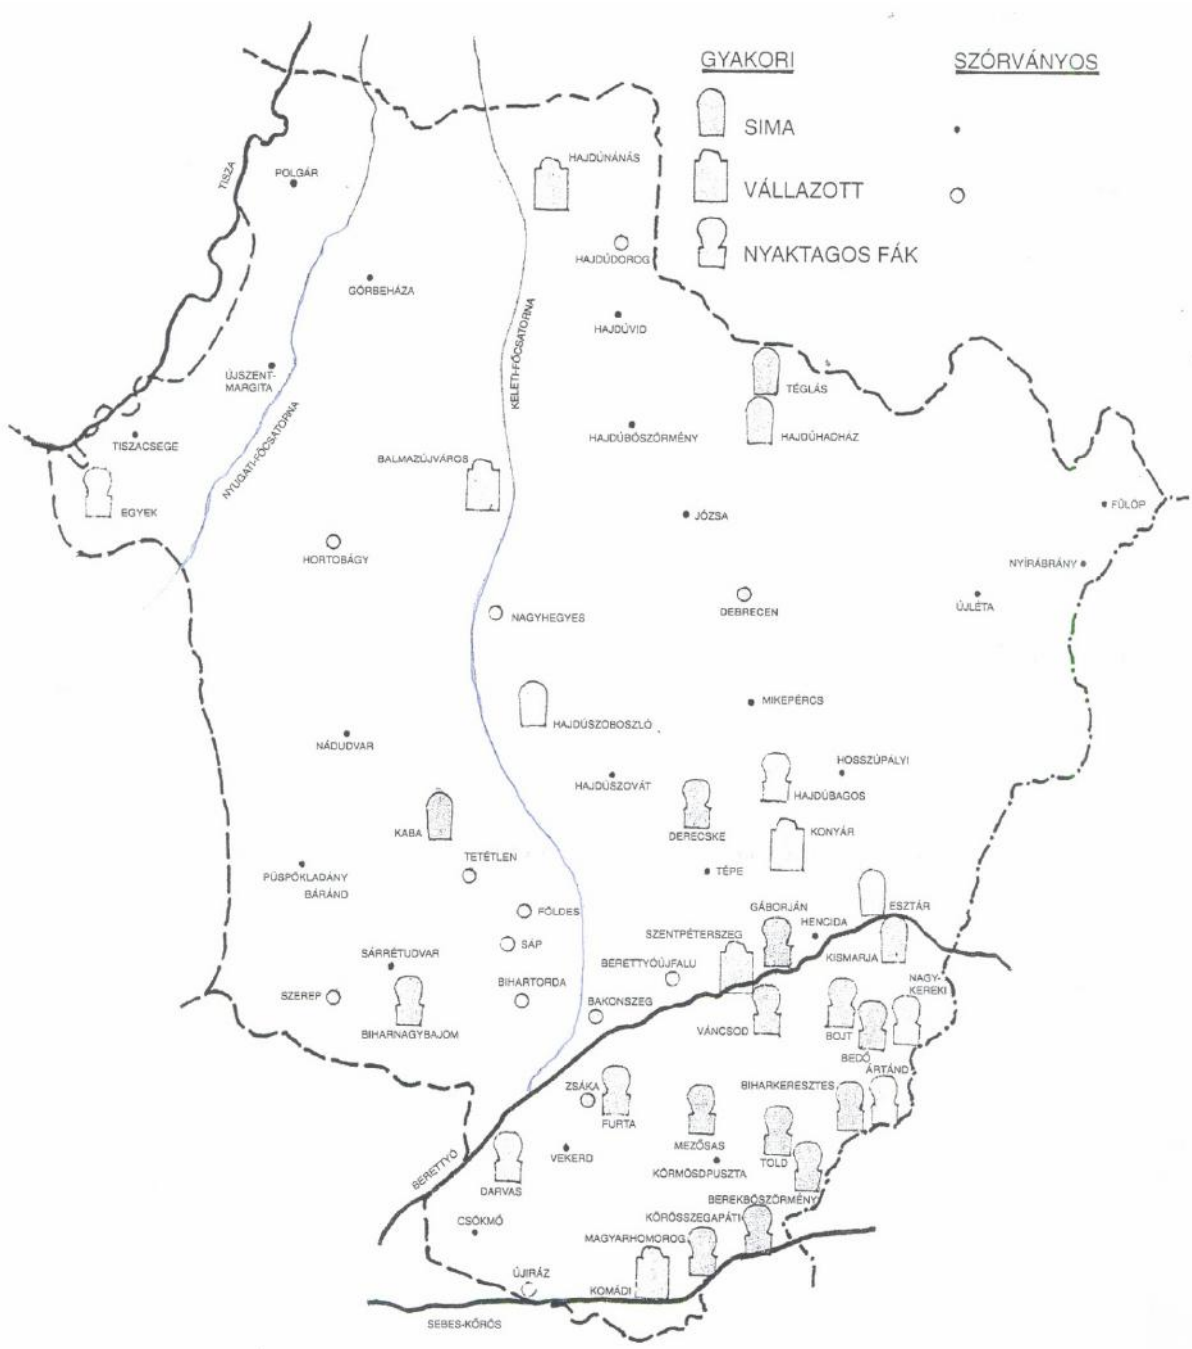 GYAKORI
SZÓRVÁNYOS
SIMA
VÁLLAZOTT
NYAKTAGOS FÁK
TISZA
POLGÁR
HAJDÚNÁNÁS
HAJDÚDOROG
GÖRBEHÁZA
KELETI-FŐCSATORNA
HAJDÚVID
ÚJSZENT-
MARGITA
TÉGLÁS
TISZACSEGE
NYUGATI-FŐCSATORNA
HAJDÚBÖSZÖRMÉNY
HAJDÚHADHÁZ
BALMAZÚJVÁROS
EGYEK
JÓZSA
FÜLÖP
HORTOBÁGY
NYÍRÁBRÁNY
NAGYHEGYES
DEBRECEN
ÚJLÉTA
MIKEPÉRCS
HAJDÚSZOBOSZLÓ
NÁDUDVAR
HOSSZÚPÁLYI
HAJDÚSZOVÁT
HAJDÚBAGOS
KABA
DERECSKE
KONYÁR
TETÉTLEN
TÉPE
PÜSPÖKLADÁNY
BÁRÁND
FÖLDES
GÁBORJÁN
ESZTÁR
HENCIDA
SÁP
SZENTPÉTERSZEG
KISMARJA
SÁRRÉTUDVAR
BERETTYÓÚJFALU
NAGY-
KEREKI
SZEREP
BIHARTORDA
BAKONSZEG
BIHARNAGYBAJOM
VÁNCSOD
BOJT
BEDŐ
ÁRTÁND
ZSÁKA
BIHARKERESZTES
FURTA
MEZŐSAS
VEKERD
TOLD
KÖRMÖSDPUSZTA
BERETTYÓ
DARVAS
BEREKBÖSZÖRMÉNY
CSÖKMŐ
KÖRÖSSZEGAPÁTI
MAGYARHOMOROG
ÚJIRÁZ
KOMÁDI
SEBES-KÖRÖS